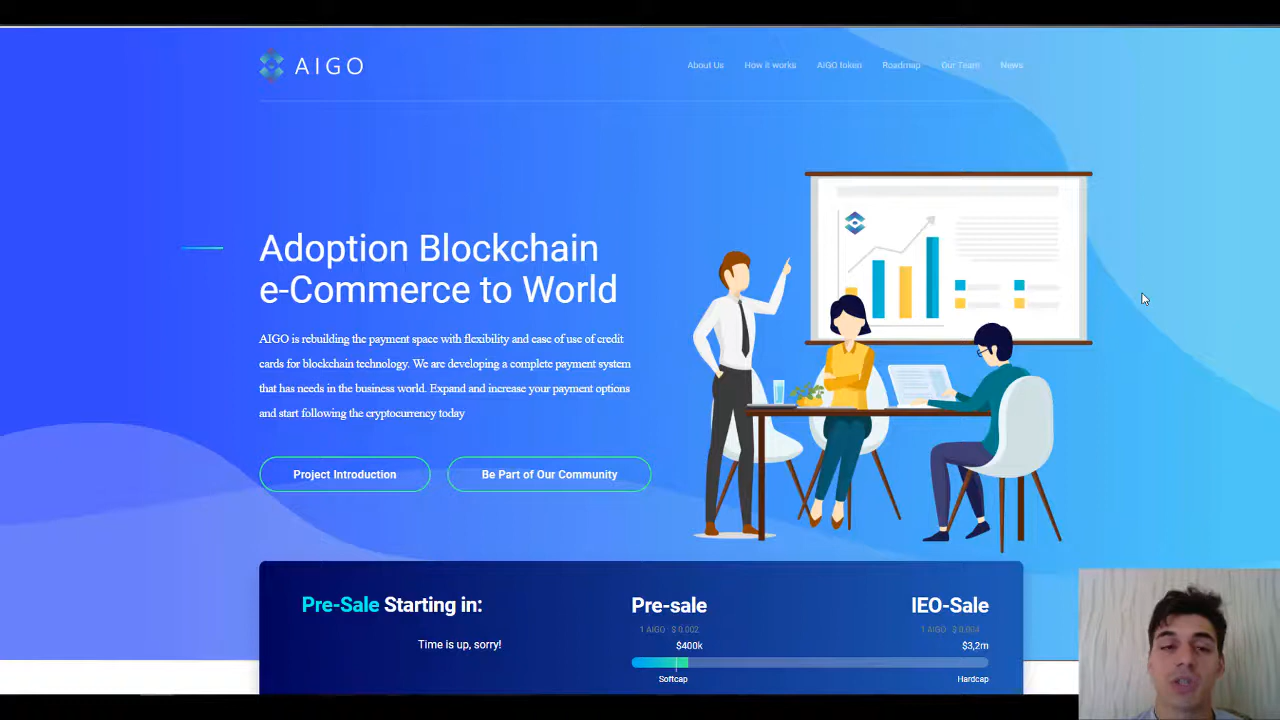 AIGO
About Us How it works AIGO token Roadmap Our Team News
Adoption Blockchain
e-Commerce to World
AIGO is rebuilding the payment space with flexibility and ease of use of credit
cards for blockchain technology. We are developing a complete payment system
that has needs in the business world. Expand and increase your payment options
and start following the cryptocurrency today
Project Introduction Be Part of Our Community
Pre-Sale Starting in:
Time is up, sorry!
Pre-sale IEO-Sale
1 AIGO - $ 0.002 1 AIGO - $ 0.004
$400k $3,2m
Softcap Hardcap